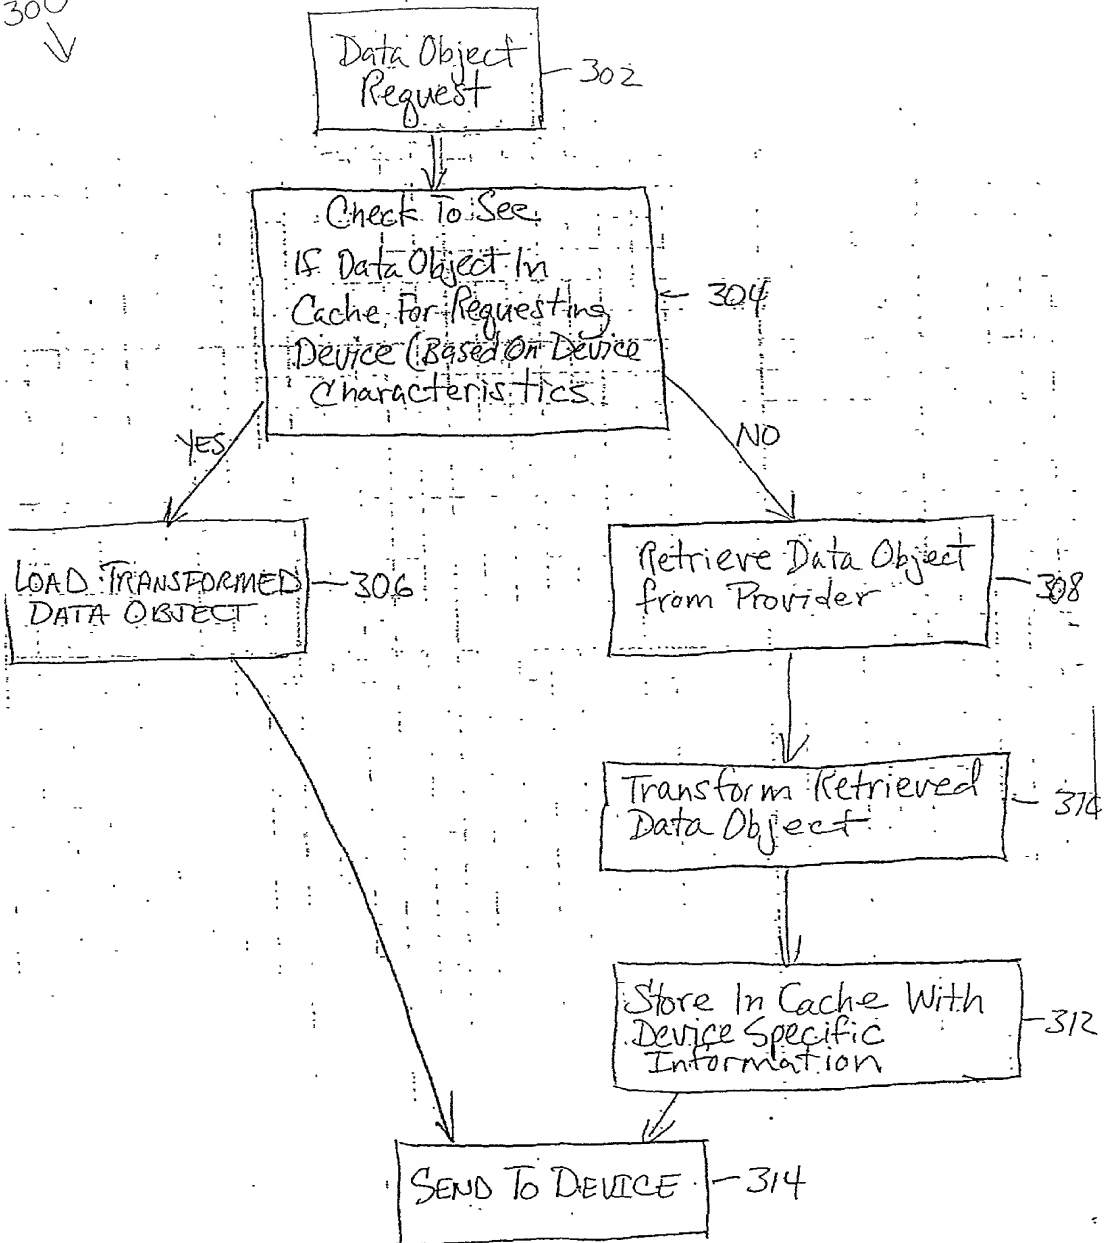 300
Data Object
Request
302
Check To See
If Data Object In
Cache For Requesting
Device (Based On Device
Characteristics
304
YES
NO
LOAD TRANSFORMED
DATA OBJECT
306
Retrieve Data Object
from Provider
308
Transform Retrieved
Data Object
310
Store In Cache With
Device Specific
Information
312
SEND TO DEVICE
314